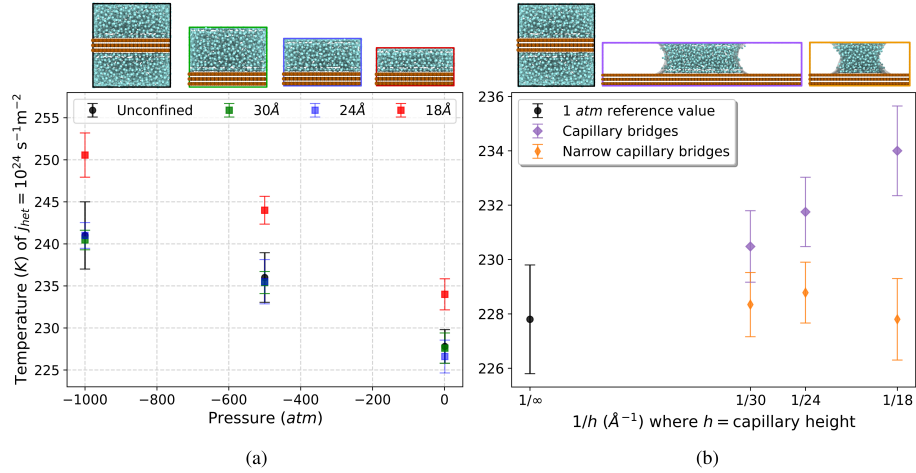 Unconfined 30Å 24Å 18Å
255
250
245
240
235
230
225
Temperature (K) of j_het = 10^24 s^−1m^−2
−1000 −800 −600 −400 −200 0
Pressure (atm)
(a)
1 atm reference value
Capillary bridges
Narrow capillary bridges
236
234
232
230
228
226
1/∞ 1/30 1/24 1/18
1/h (Å^−1) where h = capillary height
(b)